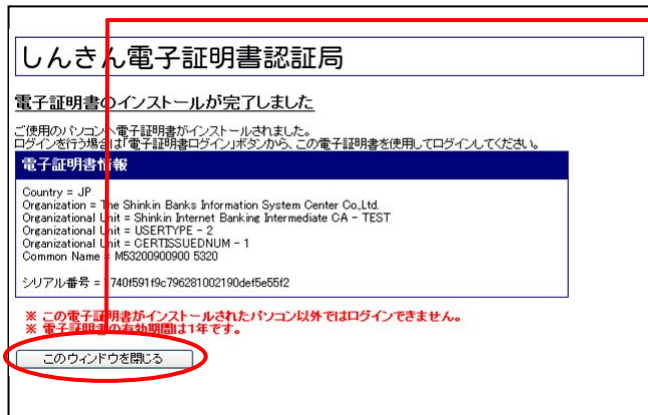 しんきん電子証明書認証局
電子証明書のインストールが完了しました
ご使用のパソコンへ電子証明書がインストールされました。
ログインを行う場合は「電子証明書ログイン」ボタンから、この電子証明書を使用してログインしてください。
電子証明書情報
Country = JP
Organization = The Shinkin Banks Information System Center Co.,Ltd.
Organizational Unit = Shinkin Internet Banking Intermediate CA - TEST
Organizational Unit = USERTYPE - 2
Organizational Unit = CERTISSUEDNUM - 1
Common Name = M53200900900 5320
シリアル番号 = 740f591f9c796281002190def5e55f2
※ この電子証明書がインストールされたパソコン以外ではログインできません。
※ 電子証明書の有効期間は1年です。
このウィンドウを閉じる